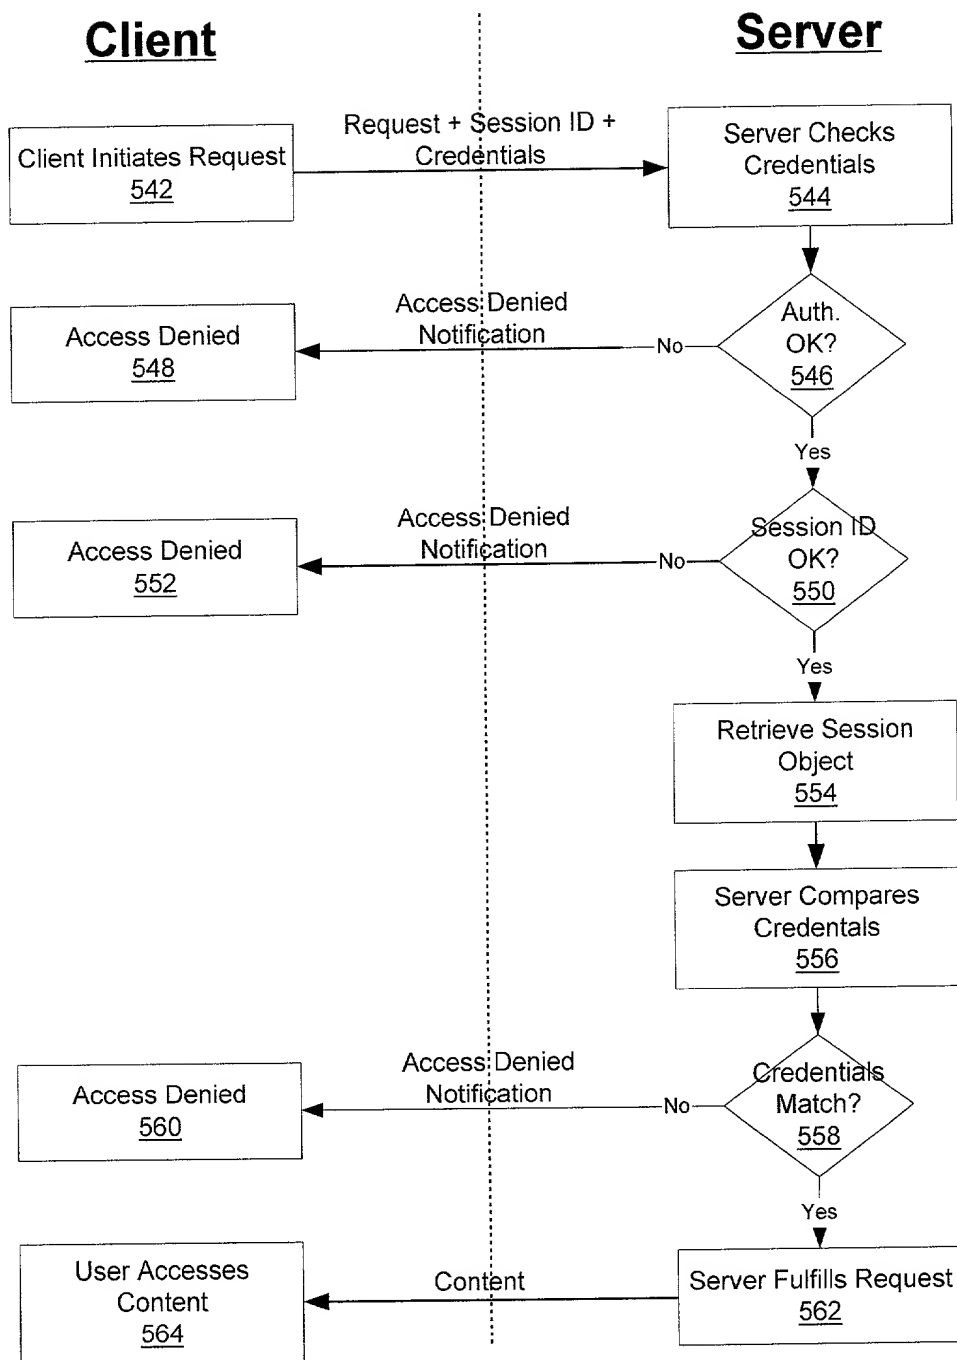 Client
Server
Request + Session ID +
Credentials
Client Initiates Request
542
Server Checks
Credentials
544
Access Denied
Notification
Access Denied
548
No
Auth.
OK?
546
Yes
Access Denied
Notification
Access Denied
552
No
Session ID
OK?
550
Yes
Retrieve Session
Object
554
Server Compares
Credentals
556
Access Denied
Notification
Access Denied
560
No
Credentials
Match?
558
Yes
User Accesses
Content
564
Content
Server Fulfills Request
562